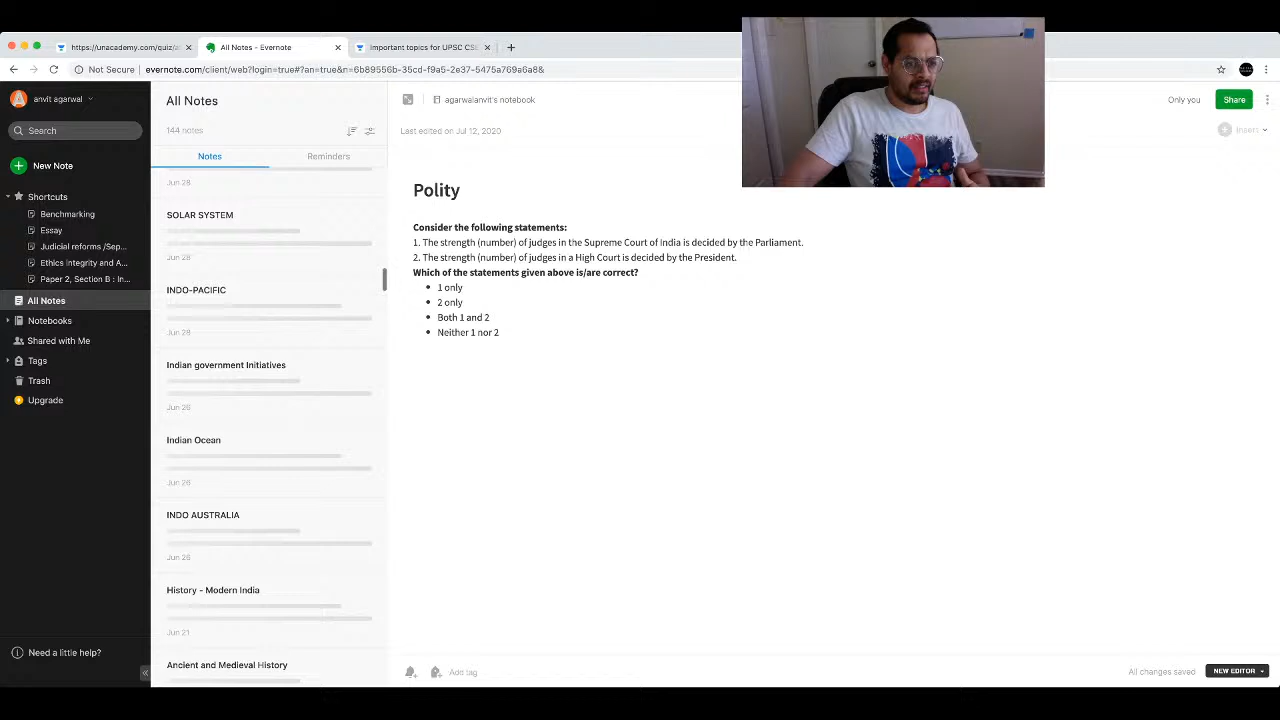 https://unacademy.com/quiz/a
All Notes - Evernote
Important topics for UPSC CSE
Not Secure
evernote.com/client/web?login=true#?an=true&n=6b89556b-35cd-f9a5-2e37-5475a769a6a8&
anvit agarwal
Search
New Note
Shortcuts
Benchmarking
Essay
Judicial reforms /Sep...
Ethics Integrity and A...
Paper 2, Section B : In...
All Notes
Notebooks
Shared with Me
Tags
Trash
Upgrade
Need a little help?
All Notes
144 notes
Notes
Reminders
Jun 28
SOLAR SYSTEM
Jun 28
INDO-PACIFIC
Jun 28
Indian government Initiatives
Jun 26
Indian Ocean
Jun 26
INDO AUSTRALIA
Jun 26
History - Modern India
Jun 21
Ancient and Medieval History
agarwalanvit's notebook
Only you
Share
Last edited on Jul 12, 2020
Insert
Polity
Consider the following statements:
1. The strength (number) of judges in the Supreme Court of India is decided by the Parliament.
2. The strength (number) of judges in a High Court is decided by the President.
Which of the statements given above is/are correct?
1 only
2 only
Both 1 and 2
Neither 1 nor 2
Add tag
All changes saved
NEW EDITOR